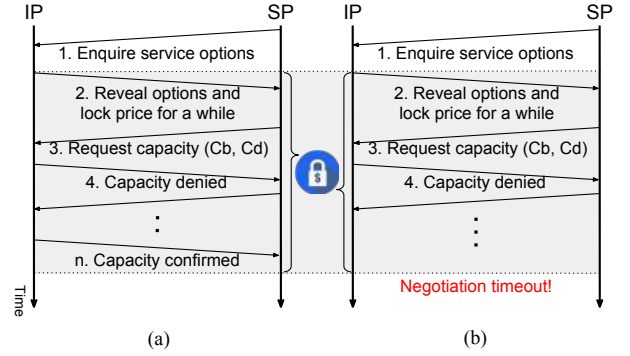 IP SP IP SP
1. Enquire service options 1. Enquire service options
2. Reveal options and 2. Reveal options and
lock price for a while lock price for a while
3. Request capacity (Cb, Cd) 3. Request capacity (Cb, Cd)
$
4. Capacity denied 4. Capacity denied
n. Capacity confirmed
Negotiation timeout!
Time
(a) (b)